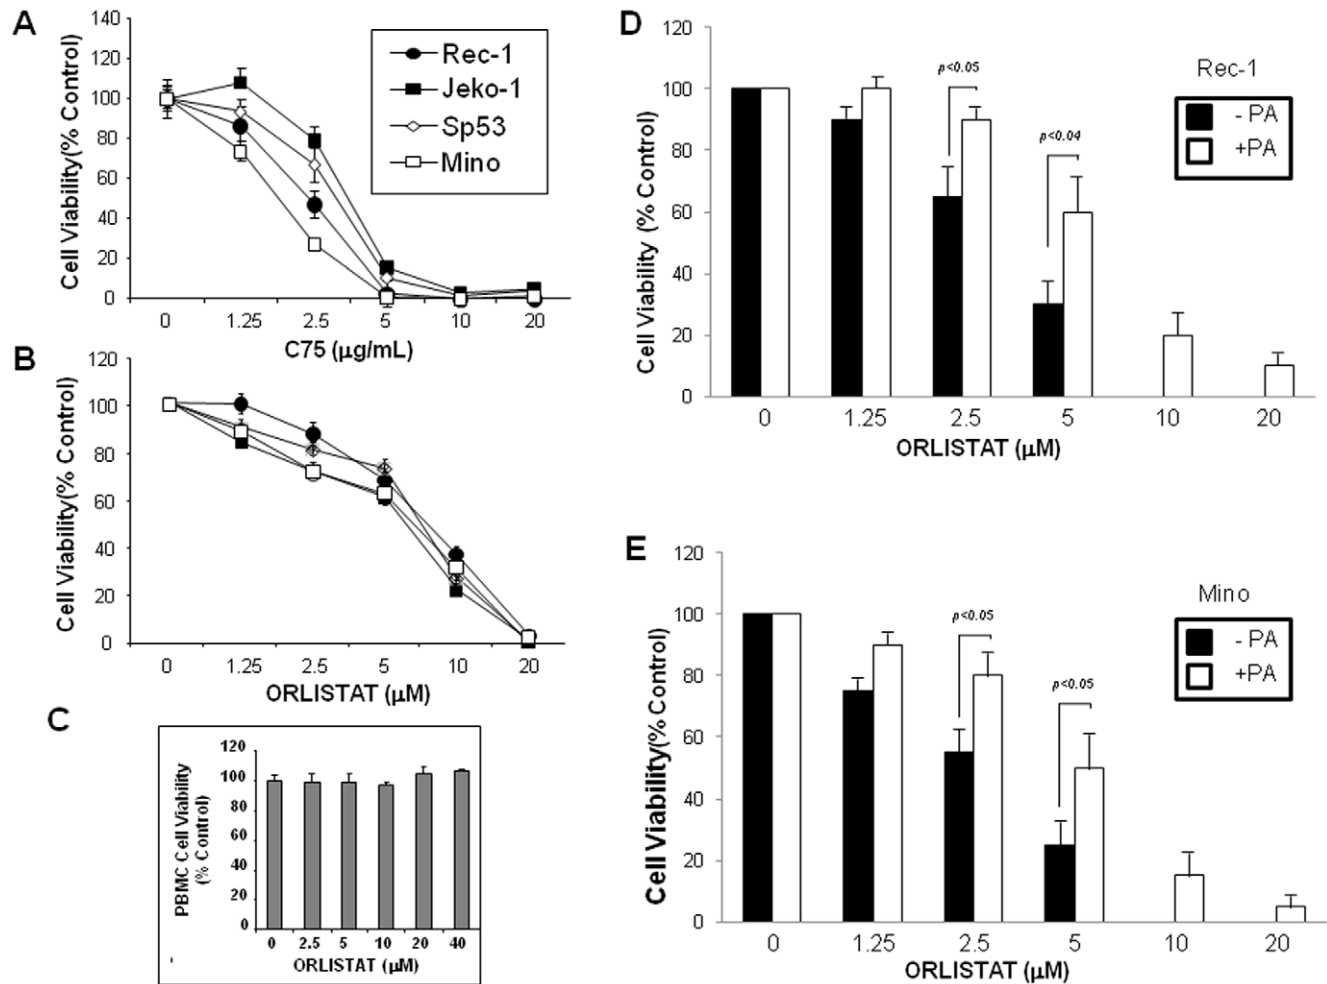 A
140
120
100
80
60
40
20
0
Cell Viability(% Control)
Rec-1
Jeko-1
Sp53
Mino
0 1.25 2.5 5 10 20
C75 (μg/mL)
B
120
100
80
60
40
20
0
Cell Viability(% Control)
0 1.25 2.5 5 10 20
ORLISTAT (μM)
C
120
100
80
60
40
20
0
PBMC Cell Viability
(% Control)
0 2.5 5 10 20 40
ORLISTAT (μM)
D
120
100
80
60
40
20
0
Cell Viability (% Control)
p<0.05
p<0.04
Rec-1
- PA
+PA
0 1.25 2.5 5 10 20
ORLISTAT (μM)
E
120
100
80
60
40
20
0
Cell Viability(% Control)
p<0.05
p<0.05
Mino
- PA
+PA
0 1.25 2.5 5 10 20
ORLISTAT (μM)